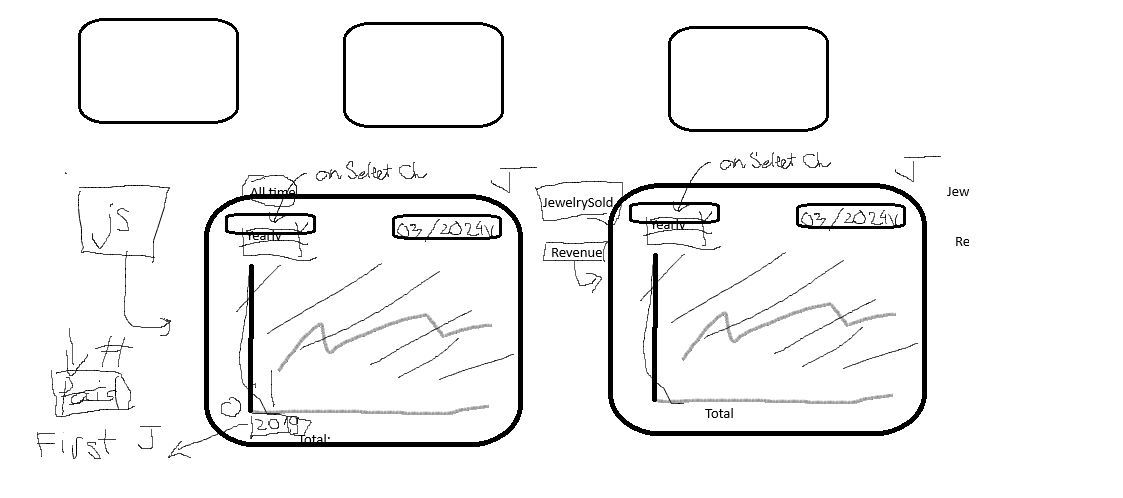 on Select Ch
on Select Ch
J
J
All time
Jew
JewelrySold
js
03/2024
03/2024
Yearly
Yearly
Re
Revenue
#
Paid
2019
Total
First J
Total: